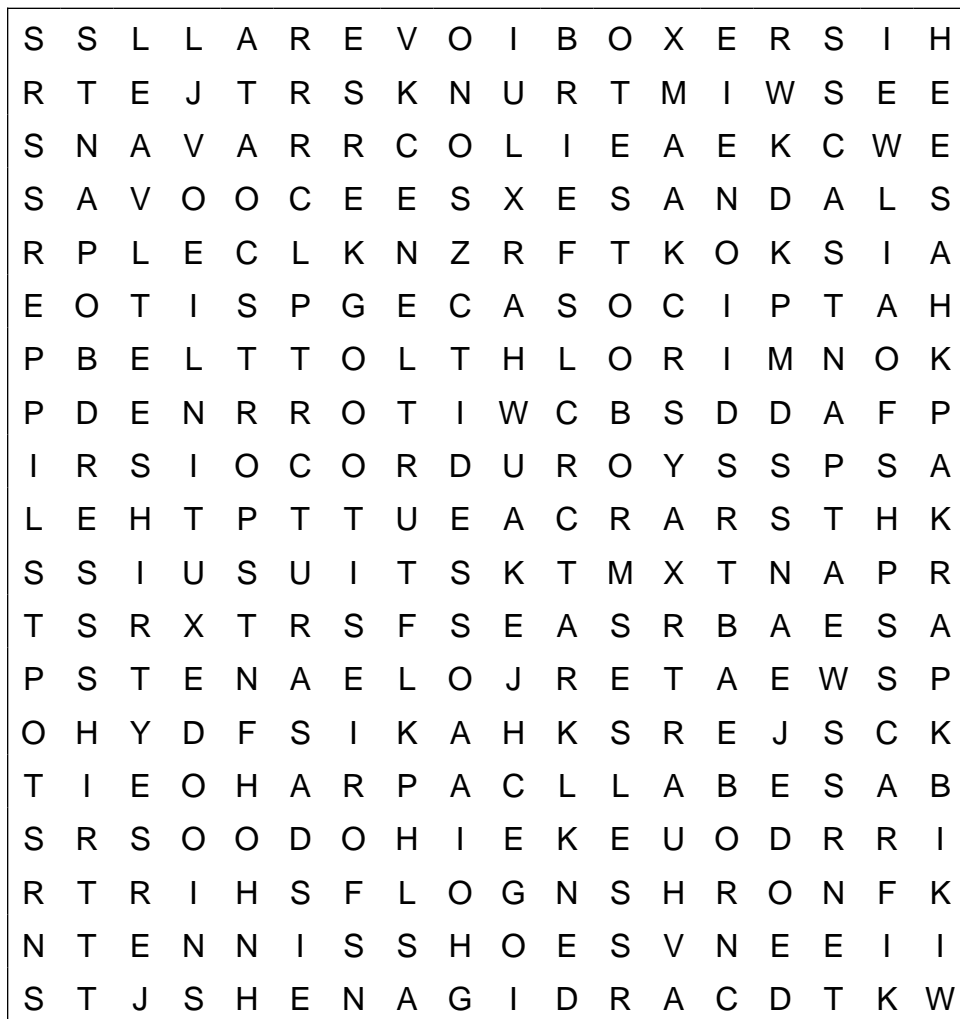 S S L L A R E V O I B O X E R S I H
R T E J T R S K N U R T M I W S E E
S N A V A R R C O L I E A E K C W E
S A V O O C E E S X E S A N D A L S
R P L E C L K N Z R F T K O K S I A
E O T I S P G E C A S O C I P T A H
P B E L T T O L T H L O R I M N O K
P D E N R R O T I W C B S D D A F P
I R S I O C O R D U R O Y S S P S A
L E H T P T T U E A C R A R S T H K
S S I U S U I T S K T M X T N A P R
T S R X T R S F S E A S R B A E S A
P S T E N A E L O J R E T A E W S P
O H Y D F S I K A H K S R E J S C K
T I E O H A R P A C L L A B E S A B
S R S O O D O H I E K E U O D R R I
R T R I H S F L O G N S H R O N F K
N T E N N I S S H O E S V N E E I I
S T J S H E N A G I D R A C D T K W